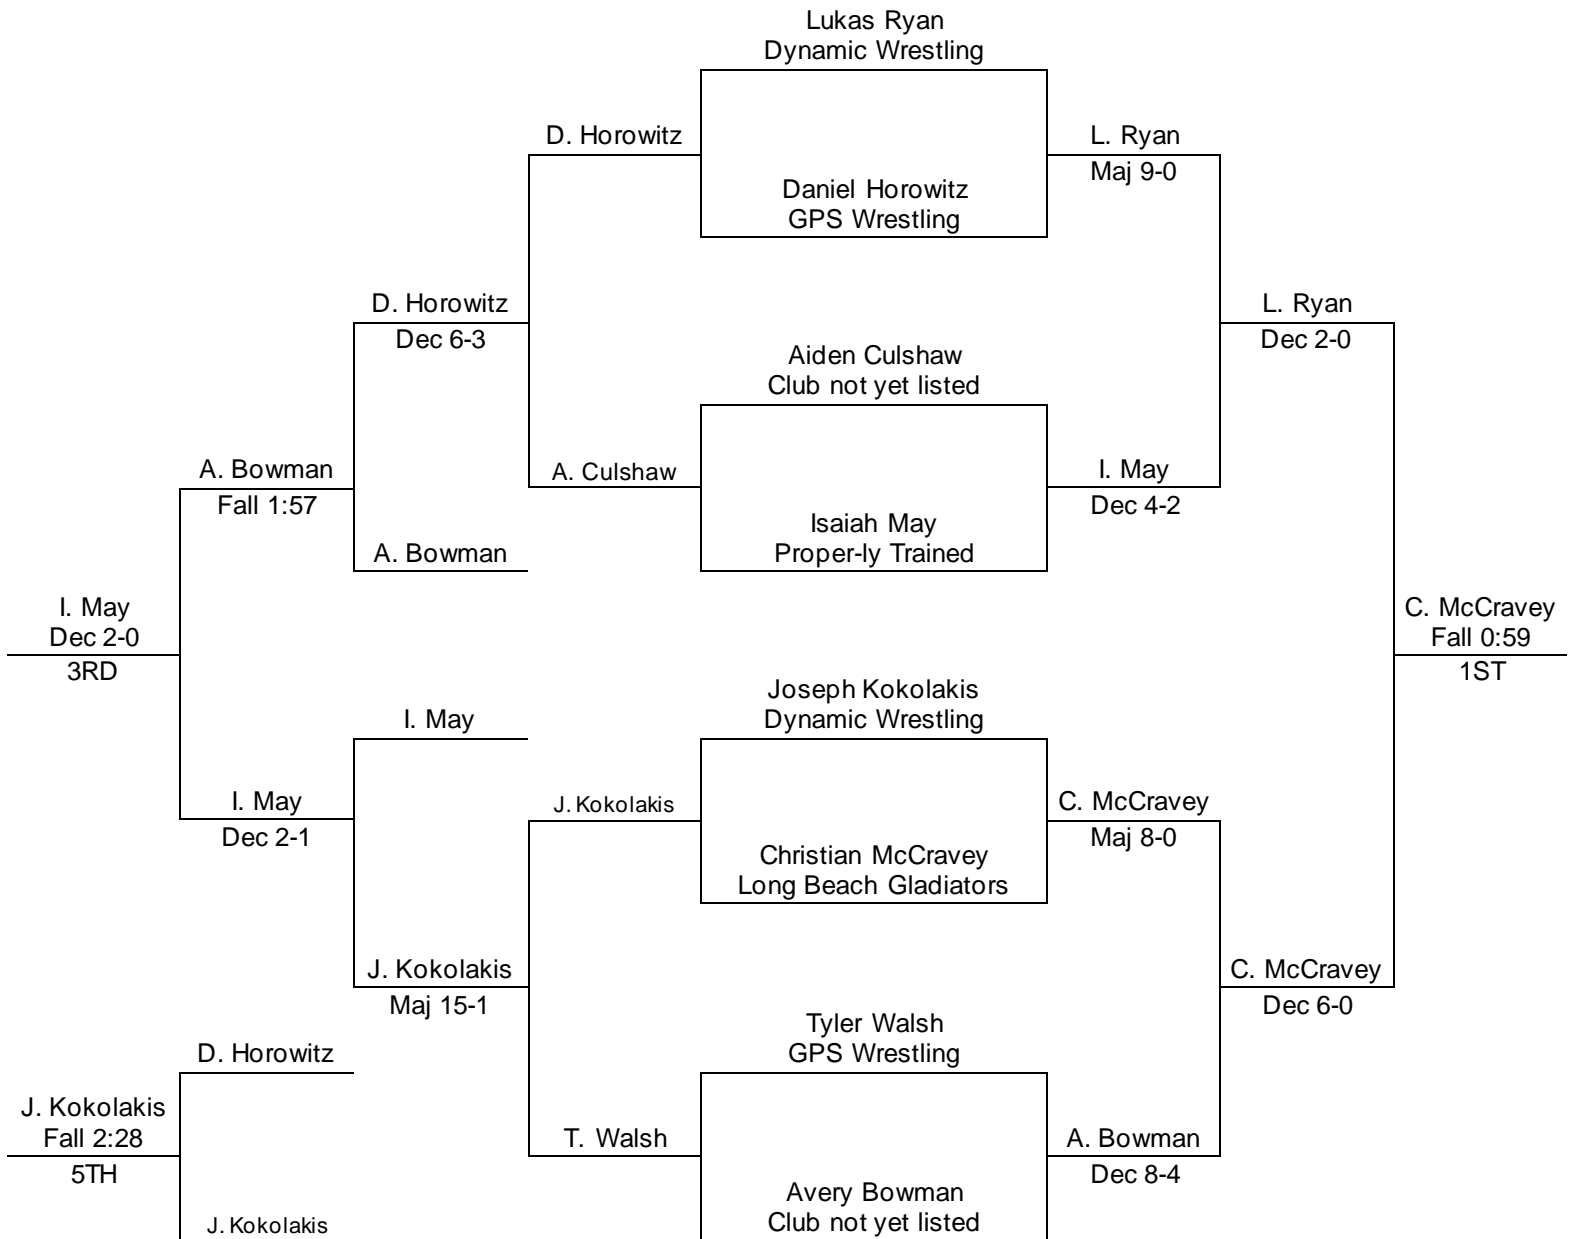 Lukas Ryan
Dynamic Wrestling
D. Horowitz
L. Ryan
Maj 9-0
Daniel Horowitz
GPS Wrestling
D. Horowitz
Dec 6-3
L. Ryan
Dec 2-0
Aiden Culshaw
Club not yet listed
A. Bowman
Fall 1:57
A. Culshaw
I. May
Dec 4-2
Isaiah May
Proper-ly Trained
A. Bowman
I. May
Dec 2-0
3RD
C. McCravey
Fall 0:59
1ST
Joseph Kokolakis
Dynamic Wrestling
I. May
I. May
Dec 2-1
J. Kokolakis
C. McCravey
Maj 8-0
Christian McCravey
Long Beach Gladiators
J. Kokolakis
Maj 15-1
C. McCravey
Dec 6-0
Tyler Walsh
GPS Wrestling
D. Horowitz
J. Kokolakis
Fall 2:28
5TH
T. Walsh
A. Bowman
Dec 8-4
Avery Bowman
Club not yet listed
J. Kokolakis